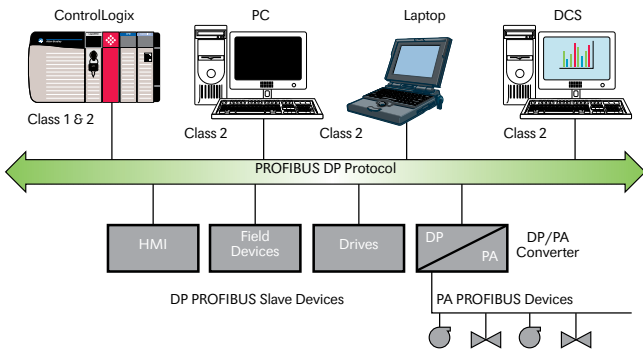 ControlLogix
PC
Laptop
DCS
Class 1 & 2
Class 2
Class 2
Class 2
PROFIBUS DP Protocol
HMI
Field
Devices
Drives
DP
PA
DP/PA
Converter
DP PROFIBUS Slave Devices
PA PROFIBUS Devices